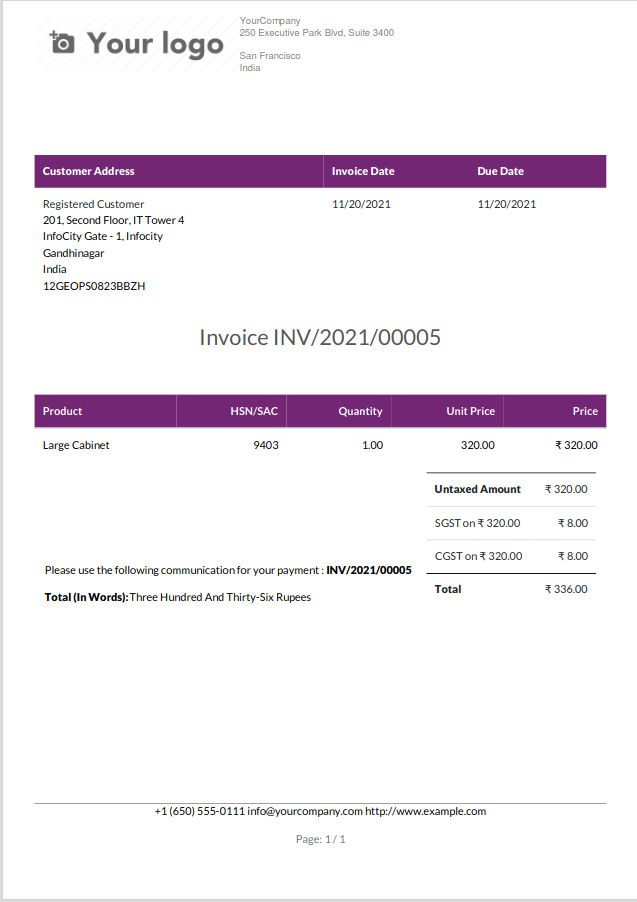 Your logo
YourCompany
250 Executive Park Blvd, Suite 3400
San Francisco
India
Customer Address Invoice Date Due Date
Registered Customer 11/20/2021 11/20/2021
201, Second Floor, IT Tower 4
InfoCity Gate - 1, Infocity
Gandhinagar
India
12GEOPS0823BBZH
Invoice INV/2021/00005
Product HSN/SAC Quantity Unit Price Price
Large Cabinet 9403 1.00 320.00 ₹ 320.00
Untaxed Amount ₹ 320.00
SGST on ₹ 320.00 ₹ 8.00
CGST on ₹ 320.00 ₹ 8.00
Please use the following communication for your payment : INV/2021/00005
Total ₹ 336.00
Total (In Words): Three Hundred And Thirty-Six Rupees
+1 (650) 555-0111 info@yourcompany.com http://www.example.com
Page: 1 / 1